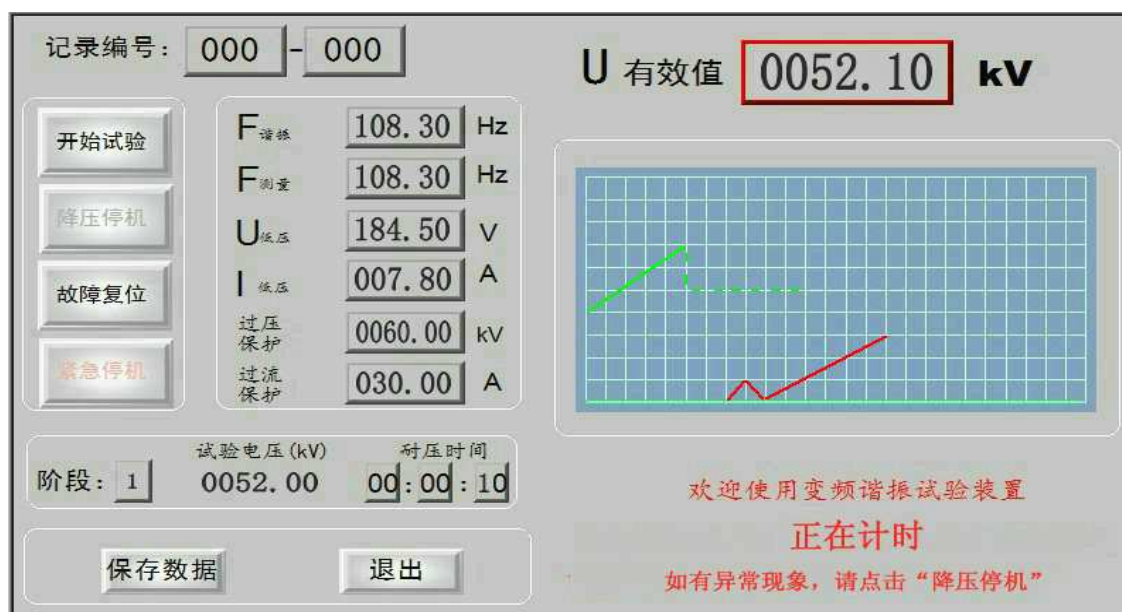 记录编号: 000 - 000
U 有效值 0052.10 kV
开始试验
降压停机
故障复位
紧急停机
F谐振 108.30 Hz
F测量 108.30 Hz
U低压 184.50 V
I 低压 007.80 A
过压保护 0060.00 kV
过流保护 030.00 A
试验电压(kV) 耐压时间
阶段: 1 0052.00 00:00:10
保存数据 退出
欢迎使用变频谐振试验装置
正在计时
如有异常现象，请点击“降压停机”